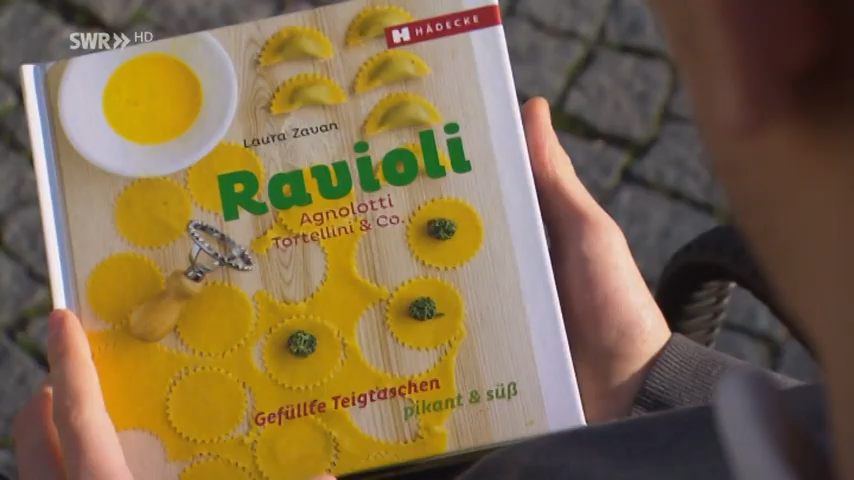 SWR HD
HÄDECKE
Laura Zavan
Ravioli
Agnolotti
Tortellini & Co.
Gefüllte Teigtaschen
pikant & süß